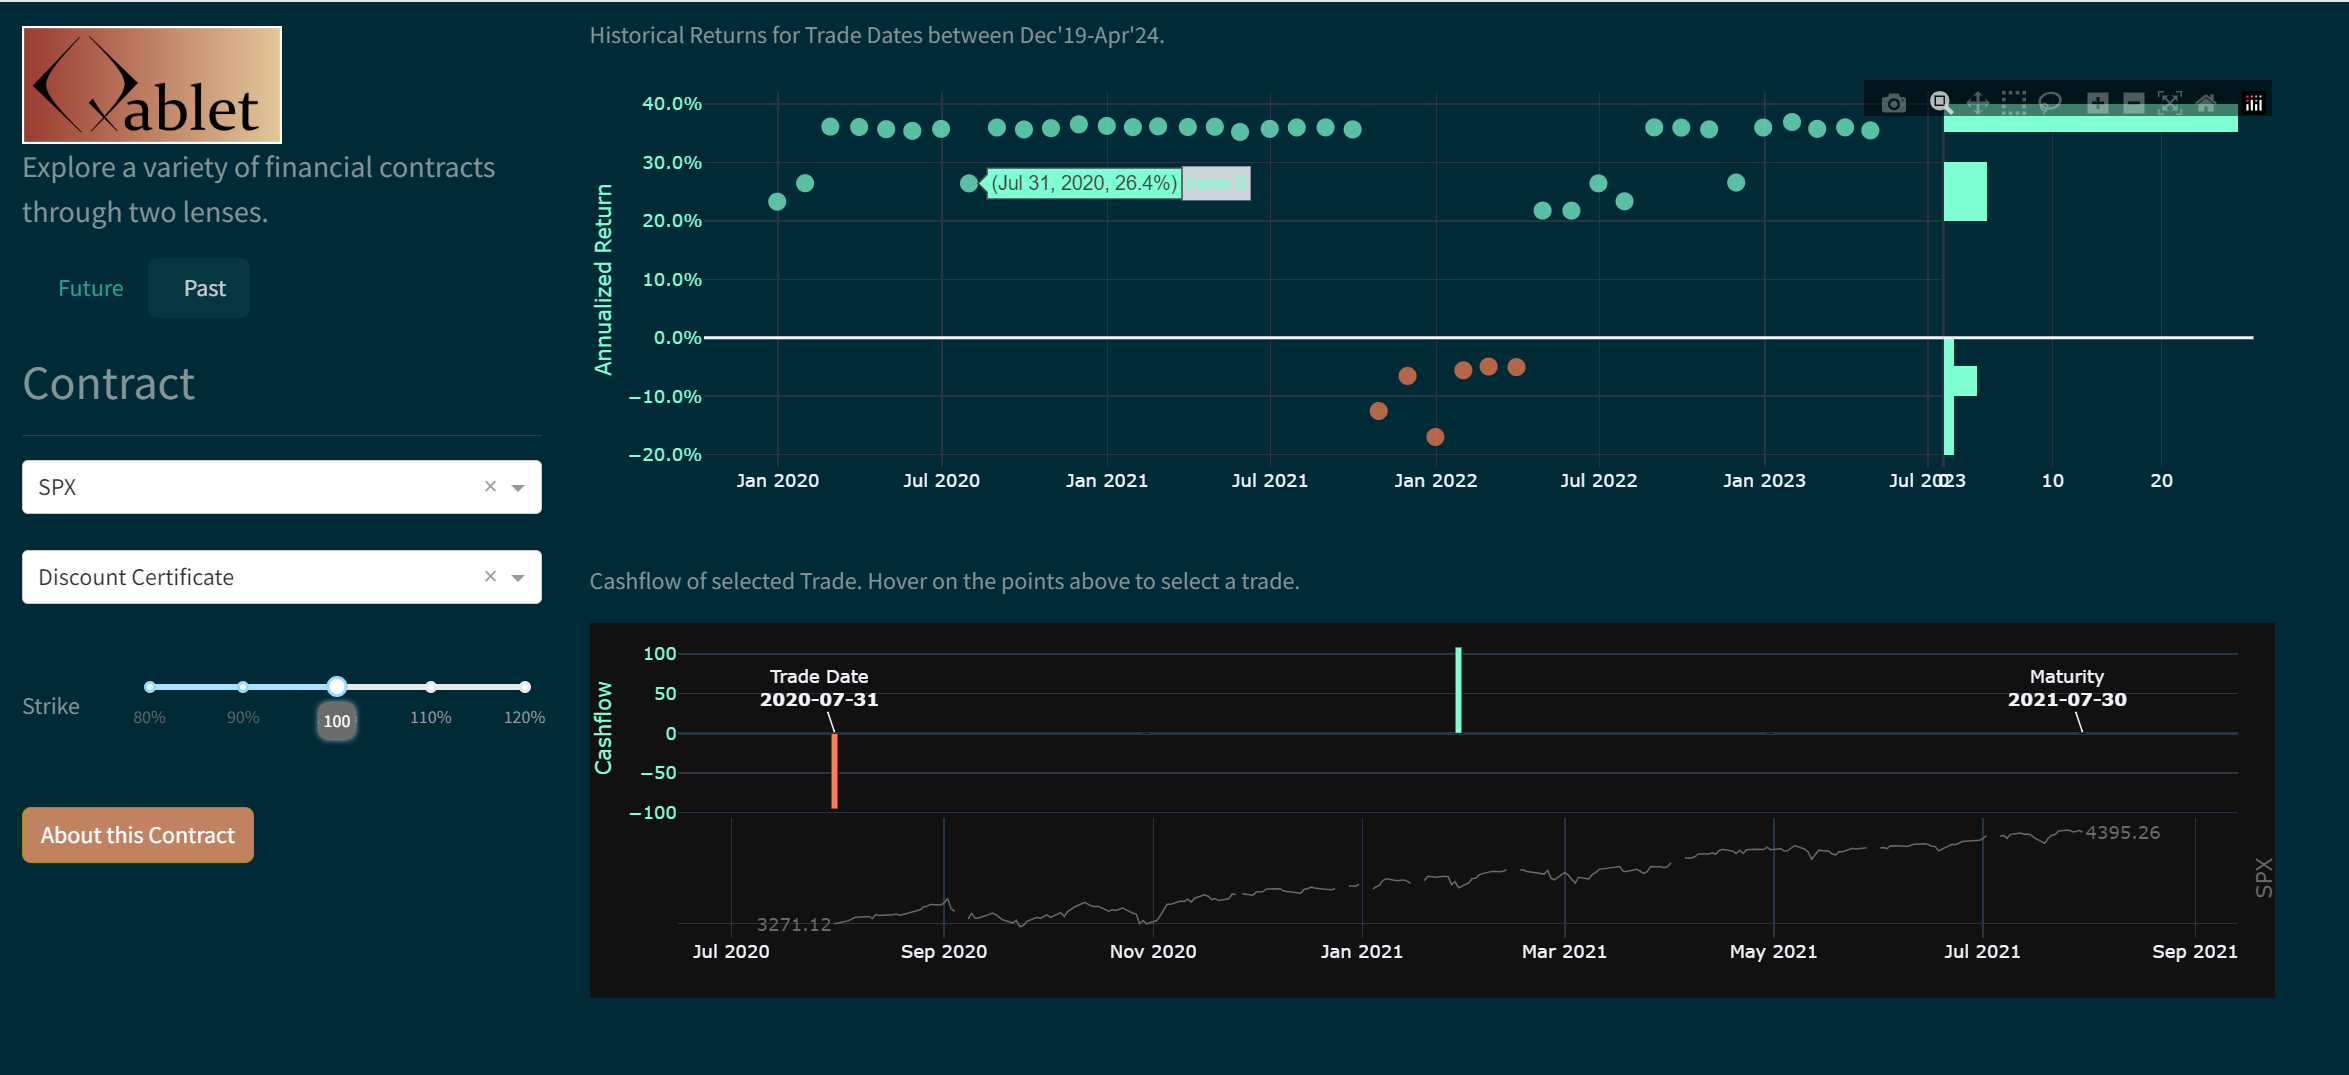 Qablet
Explore a variety of financial contracts
through two lenses.
Future
Past
Contract
SPX
×
Discount Certificate
×
Strike
80%
90%
100
110%
120%
About this Contract
Historical Returns for Trade Dates between Dec'19-Apr'24.
Annualized Return
40.0%
30.0%
20.0%
10.0%
0.0%
−10.0%
−20.0%
(Jul 31, 2020, 26.4%)
trace 0
Jan 2020
Jul 2020
Jan 2021
Jul 2021
Jan 2022
Jul 2022
Jan 2023
Jul 2023
0
10
20
Cashflow of selected Trade. Hover on the points above to select a trade.
Cashflow
100
50
0
−50
−100
Trade Date
2020-07-31
Maturity
2021-07-30
3271.12
4395.26
SPX
Jul 2020
Sep 2020
Nov 2020
Jan 2021
Mar 2021
May 2021
Jul 2021
Sep 2021